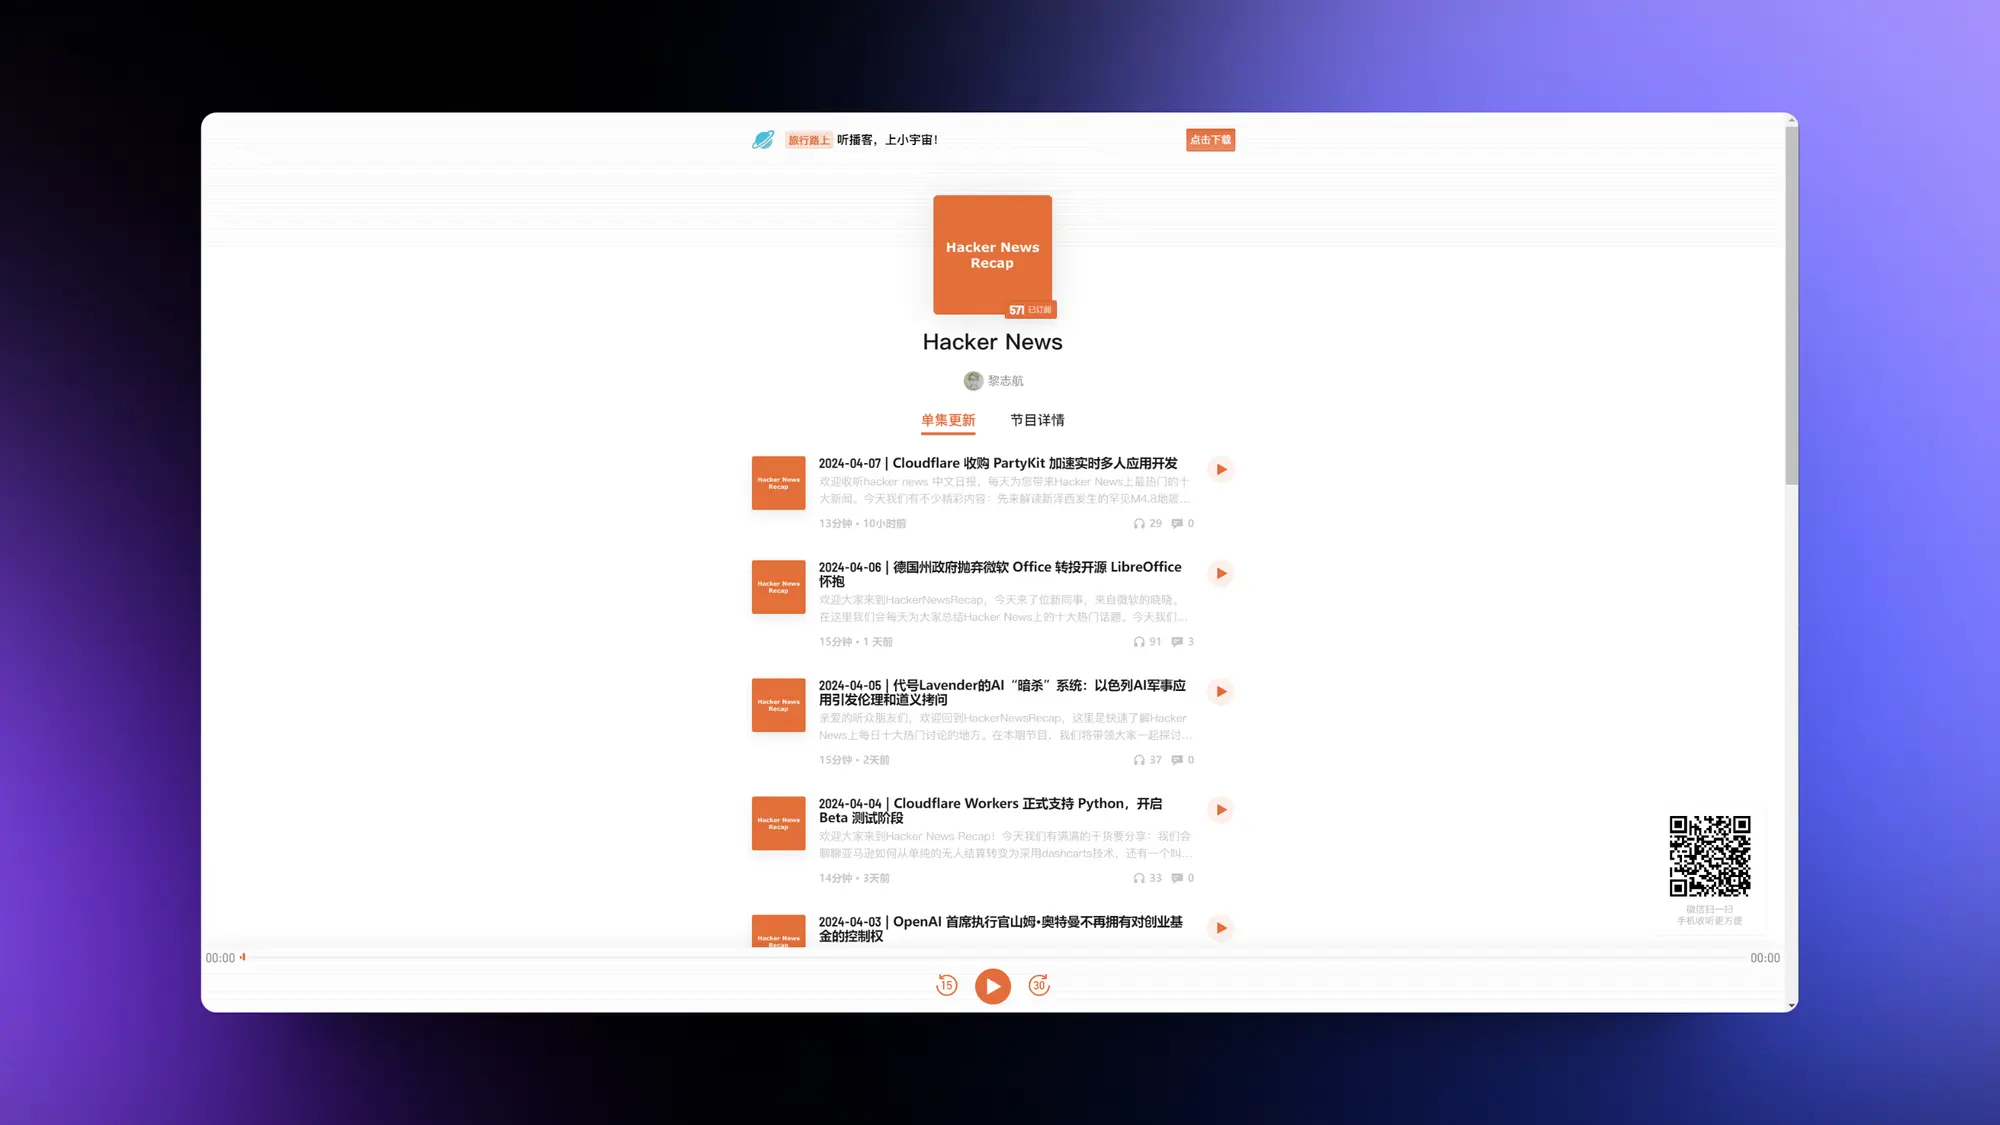 旅行路上 听播客，上小宇宙！
点击下载
Hacker News
Recap
571 已订阅
Hacker News
黎志航
单集更新
节目详情
Hacker News
Recap
2024-04-07 | Cloudflare 收购 PartyKit 加速实时多人应用开发
欢迎收听hacker news 中文日报，每天为您带来Hacker News上最热门的十
大新闻。今天我们有不少精彩内容：先来解读新泽西发生的罕见M4.8地震...
13分钟 · 10小时前
29
0
Hacker News
Recap
2024-04-06 | 德国州政府抛弃微软 Office 转投开源 LibreOffice
怀抱
欢迎大家来到HackerNewsRecap，今天来了位新同事，来自微软的晓晓。
在这里我们会每天为大家总结Hacker News上的十大热门话题。今天我们...
15分钟 · 1 天前
91
3
Hacker News
Recap
2024-04-05 | 代号Lavender的AI“暗杀”系统：以色列AI军事应
用引发伦理和道义拷问
亲爱的听众朋友们，欢迎回到HackerNewsRecap，这里是快速了解Hacker
News上每日十大热门讨论的地方。在本期节目，我们将带领大家一起探讨...
15分钟 · 2天前
37
0
Hacker News
Recap
2024-04-04 | Cloudflare Workers 正式支持 Python，开启
Beta 测试阶段
欢迎大家来到Hacker News Recap！今天我们有满满的干货要分享：我们会
聊聊亚马逊如何从单纯的无人结算转变为采用dashcarts技术，还有一个叫...
14分钟 · 3天前
33
0
Hacker News
Recap
2024-04-03 | OpenAI 首席执行官山姆·奥特曼不再拥有对创业基
金的控制权
微信扫一扫
手机收听更方便
00:00
00:00
15
30